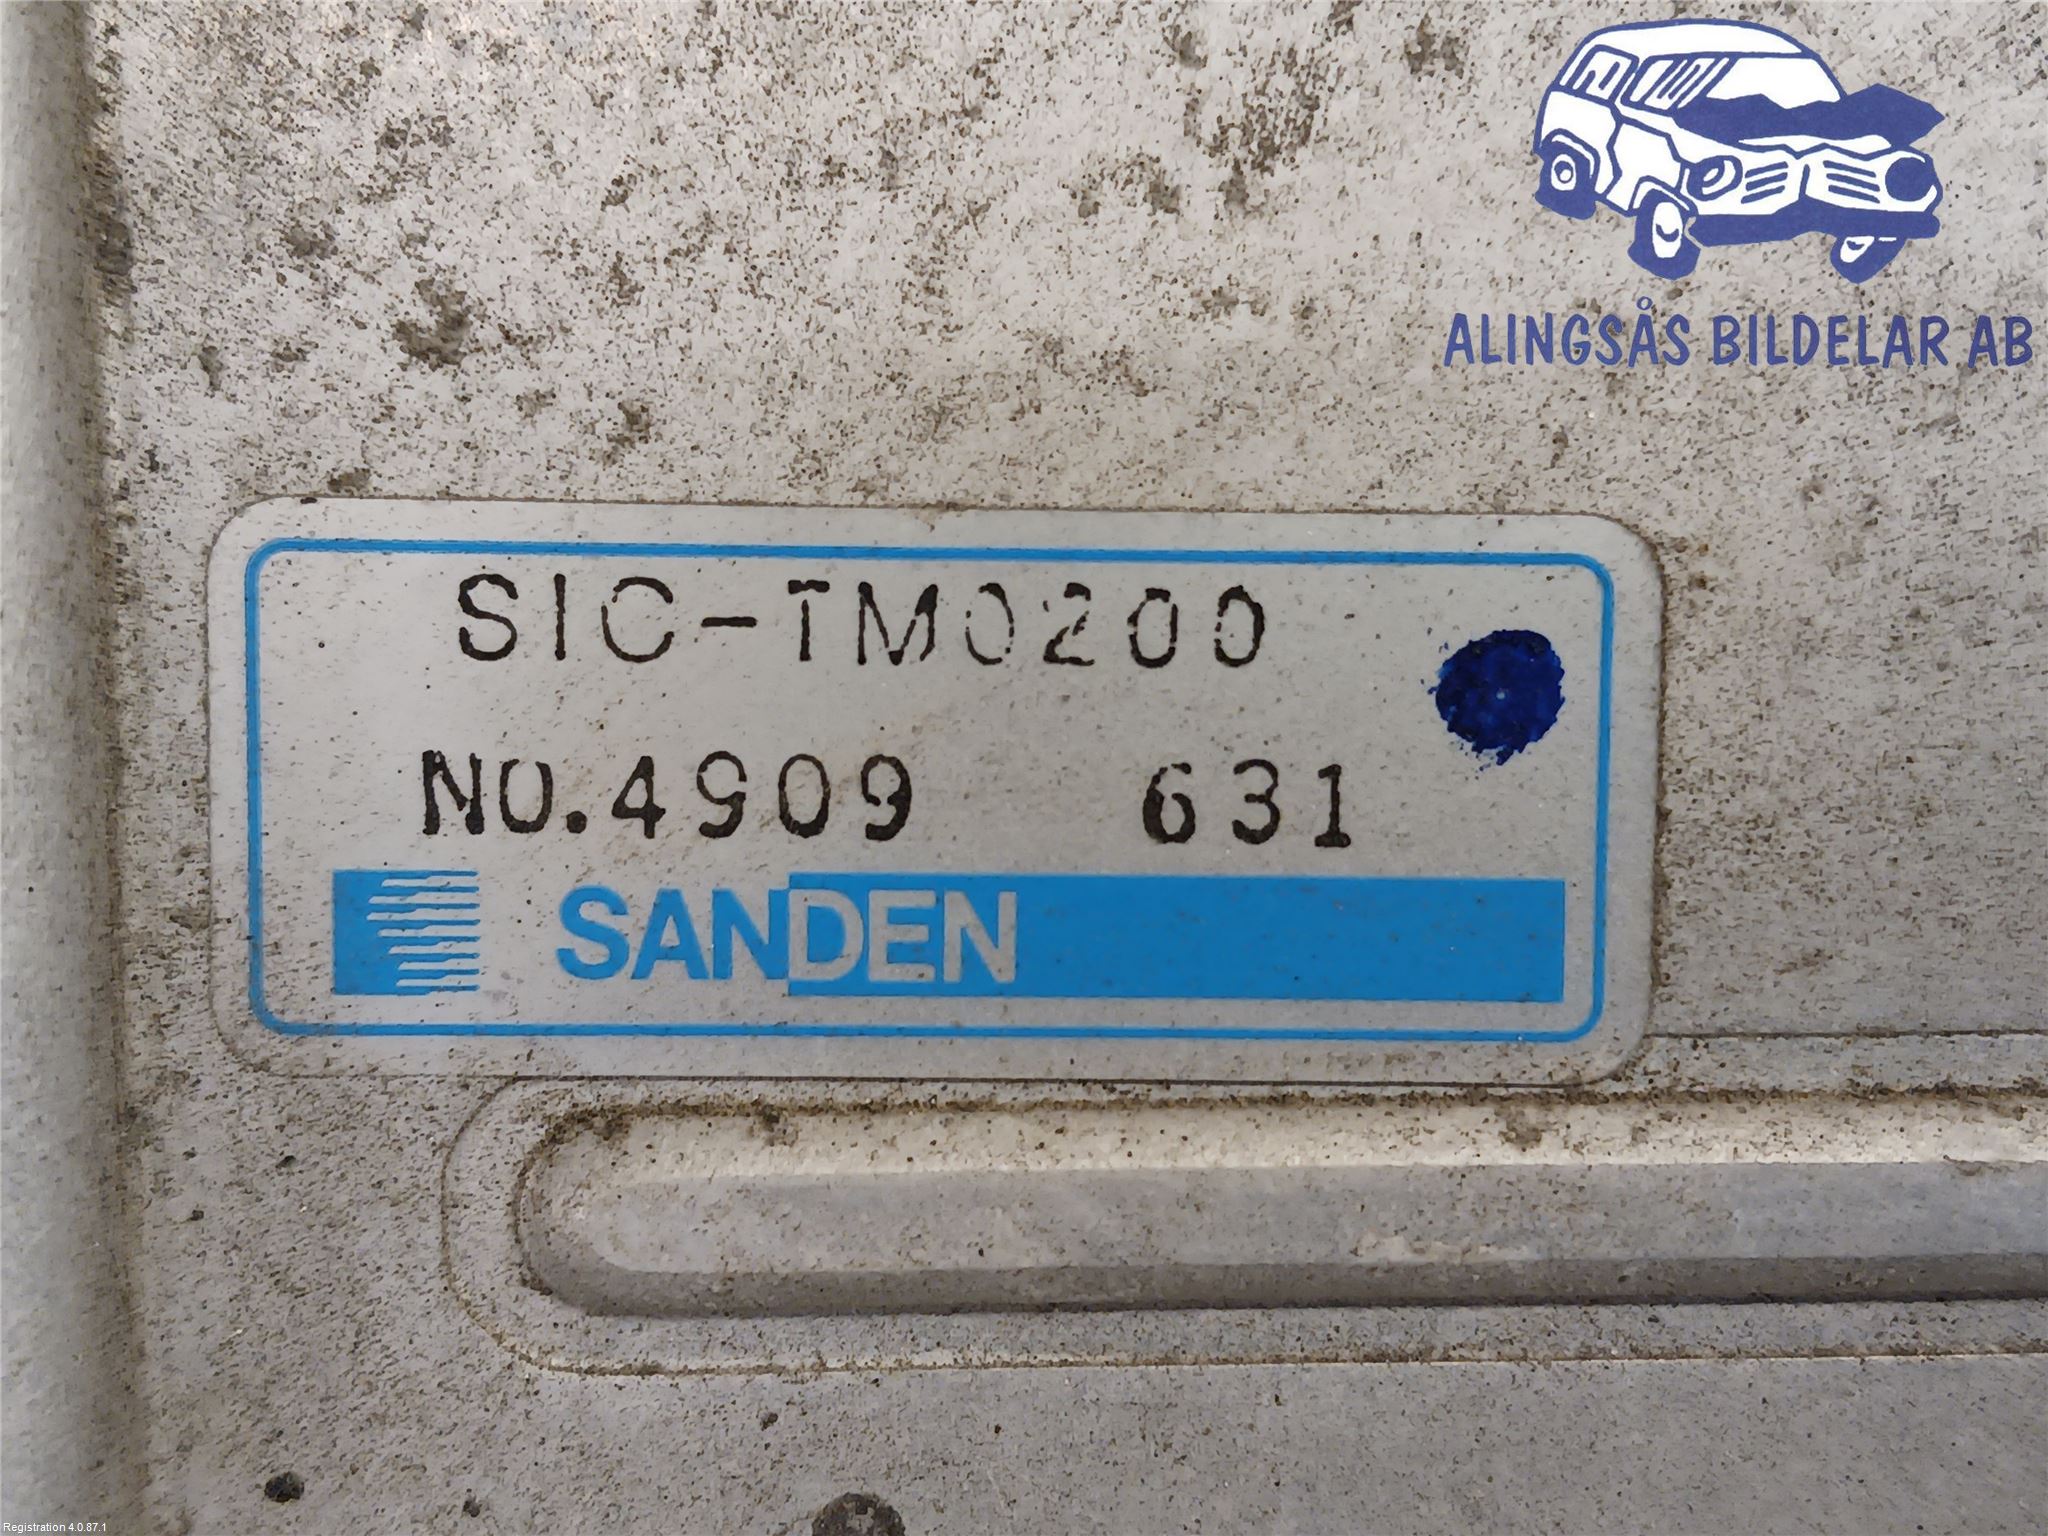 ALINGSÅS BILDELAR AB
SIC-TM0200
NO.4909 631
SANDEN
Registration 4.0.87.1